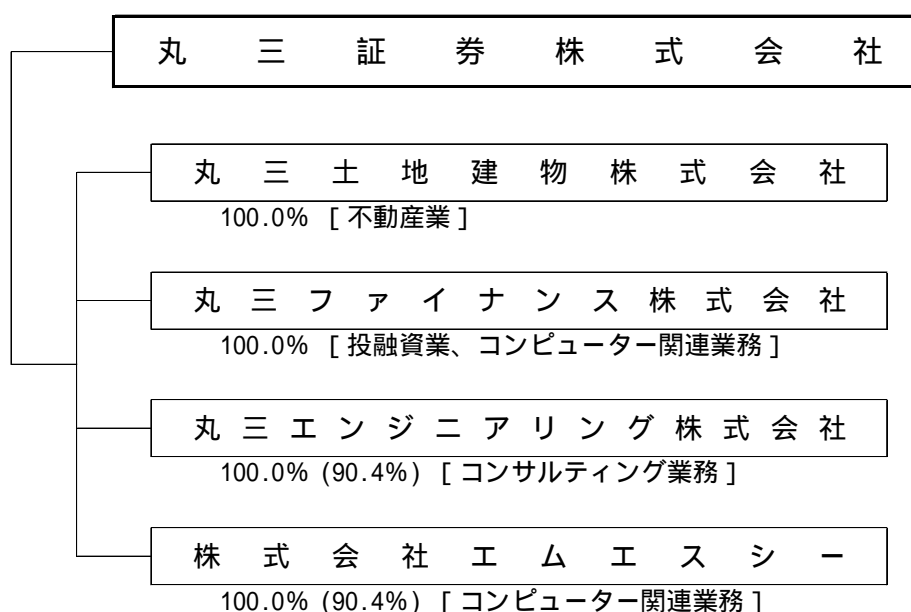 丸三証券株式会社
丸三土地建物株式会社
100.0% [不動産業]
丸三ファイナンス株式会社
100.0% [投融資業、コンピューター関連業務]
丸三エンジニアリング株式会社
100.0% (90.4%) [コンサルティング業務]
株式会社エムエスシー
100.0% (90.4%) [コンピューター関連業務]